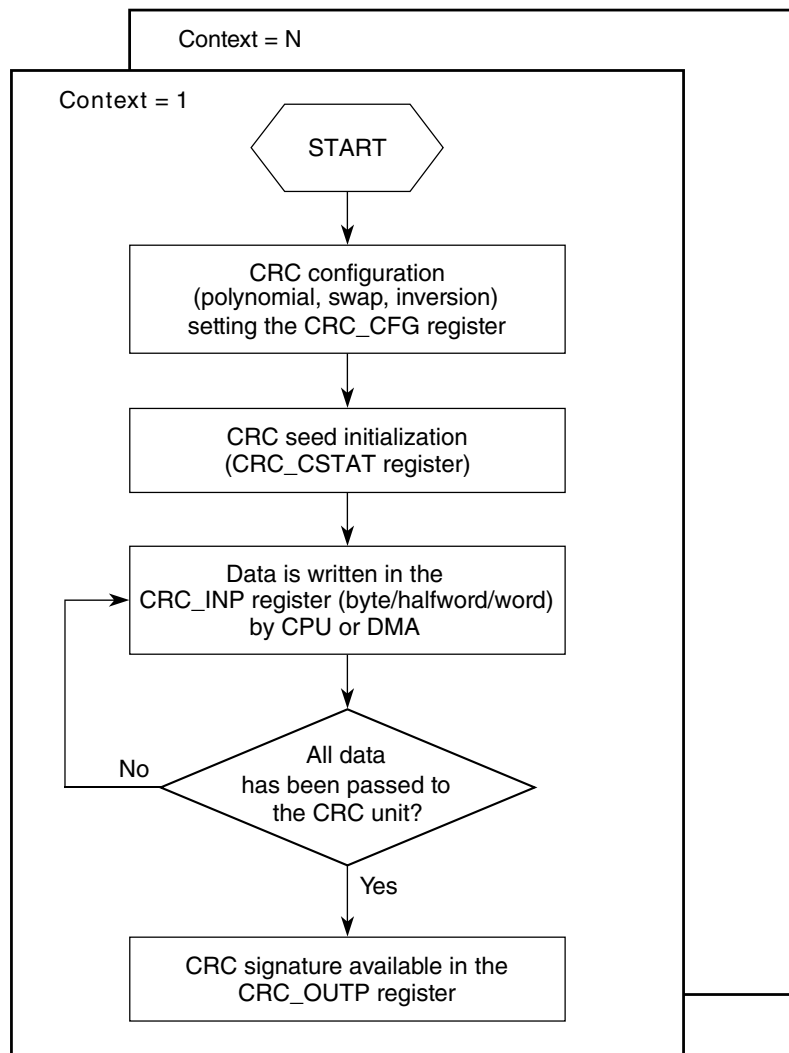 Context = N
Context = 1
START
CRC configuration
(polynomial, swap, inversion)
setting the CRC_CFG register
CRC seed initialization
(CRC_CSTAT register)
Data is written in the
CRC_INP register (byte/halfword/word)
by CPU or DMA
All data
has been passed to
the CRC unit?
No
Yes
CRC signature available in the
CRC_OUTP register